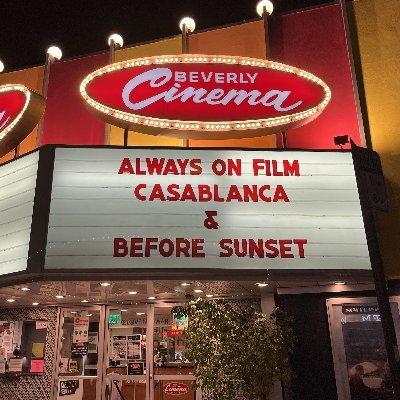 BEVERLY
Cinema
ALWAYS ON FILM
CASABLANCA
&
BEFORE SUNSET